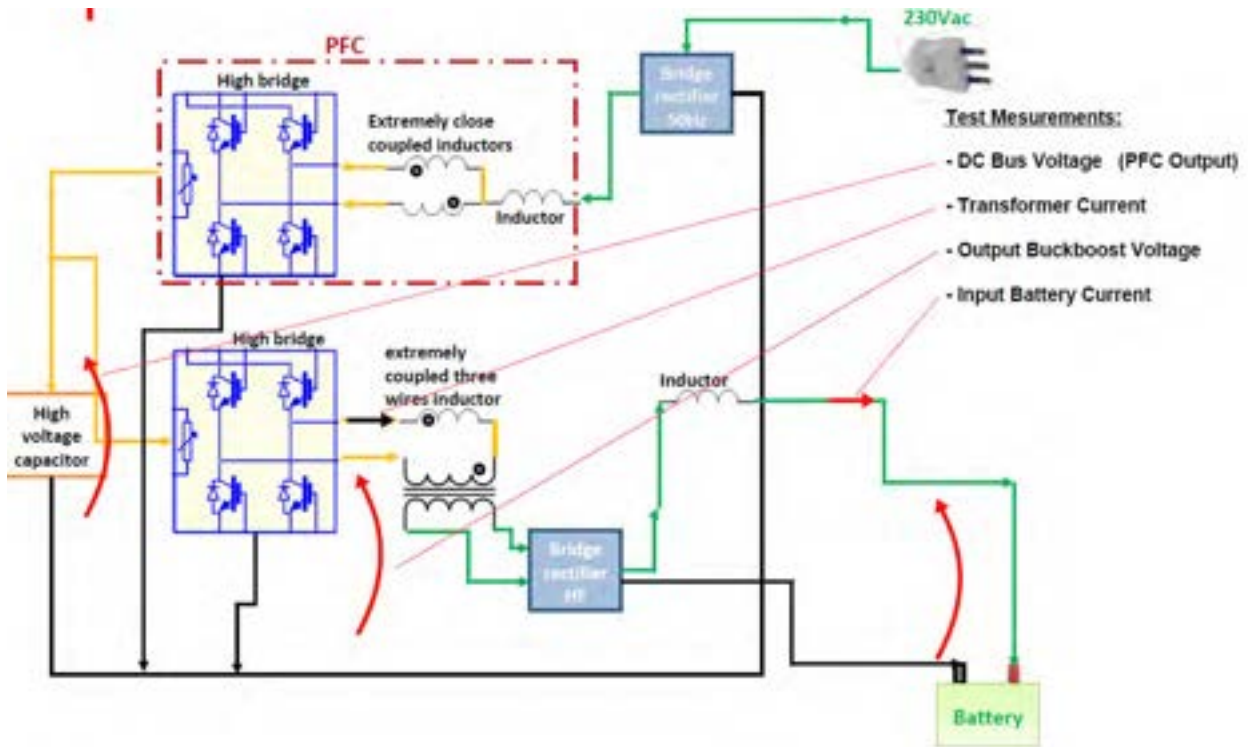 230Vac
PFC
High bridge
Extremely close
coupled inductors
Inductor
Bridge
rectifier
50hz
Test Mesurements:
- DC Bus Voltage (PFC Output)
- Transformer Current
- Output Buckboost Voltage
- Input Battery Current
High bridge
extremely
coupled three
wires inductor
Inductor
High
voltage
capacitor
Bridge
rectifier
HF
Battery